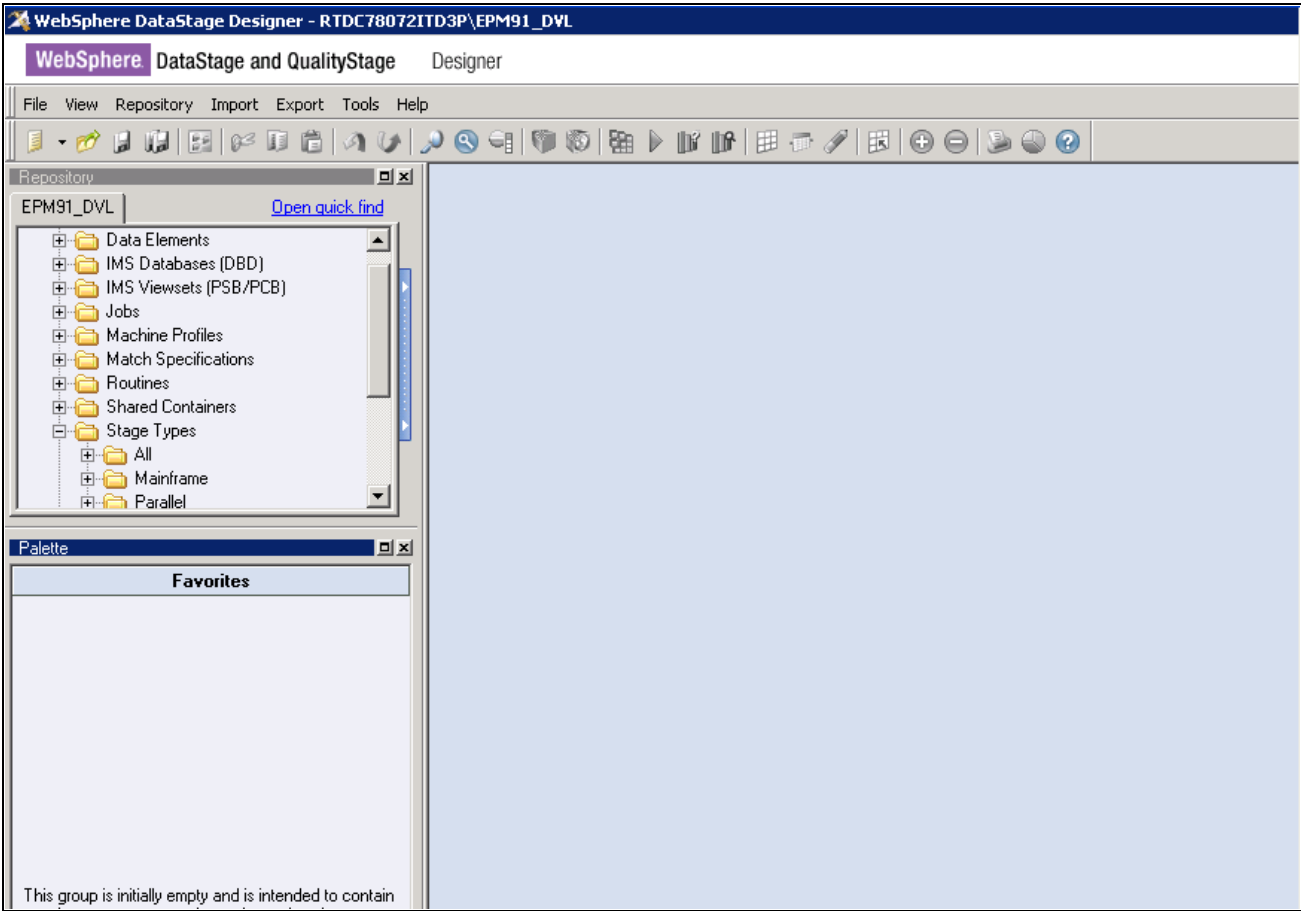 WebSphere DataStage Designer - RTDC78072ITD3P\EPM91_DVL
WebSphere. DataStage and QualityStage Designer
File View Repository Import Export Tools Help
Repository
EPM91_DVL Open quick find
Data Elements
IMS Databases (DBD)
IMS Viewsets (PSB/PCB)
Jobs
Machine Profiles
Match Specifications
Routines
Shared Containers
Stage Types
All
Mainframe
Parallel
Palette
Favorites
This group is initially empty and is intended to contain